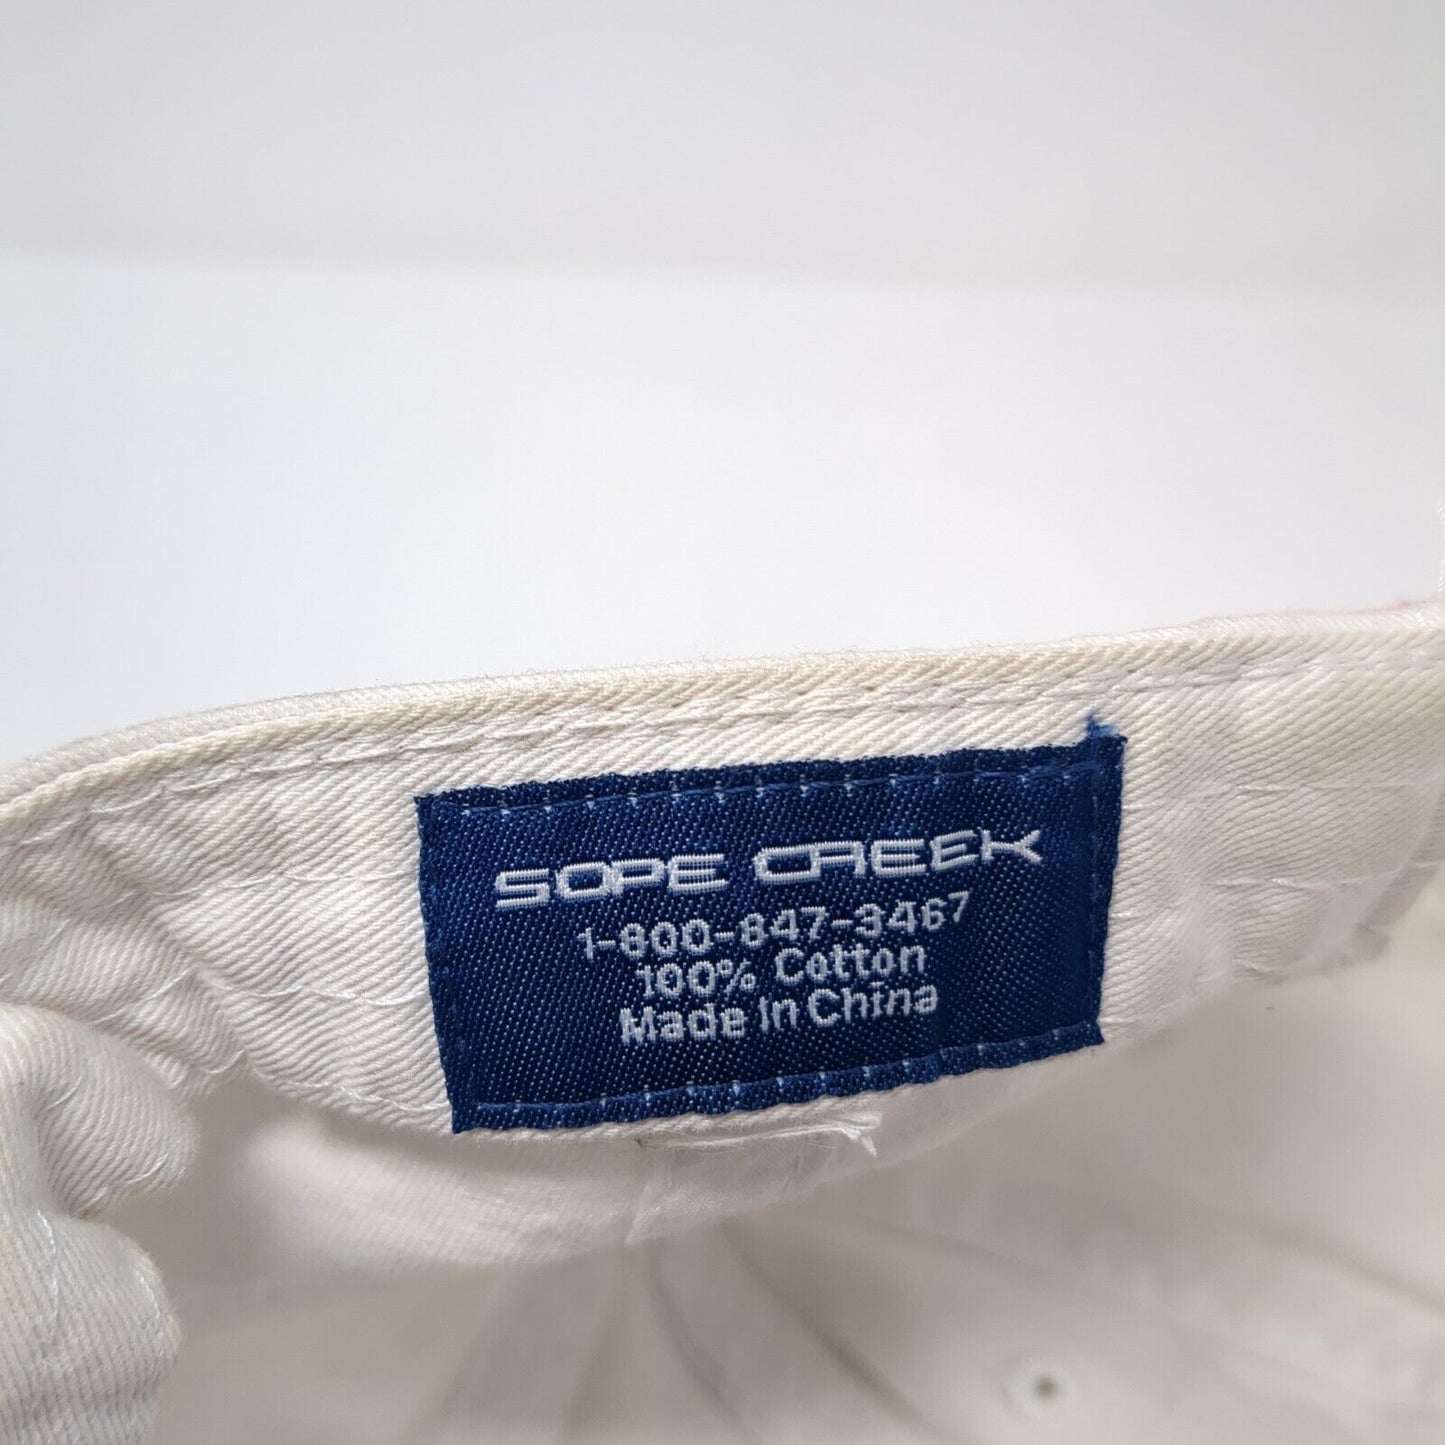 SOPE CREEK
1-800-847-3467
100% Cotton
Made In China